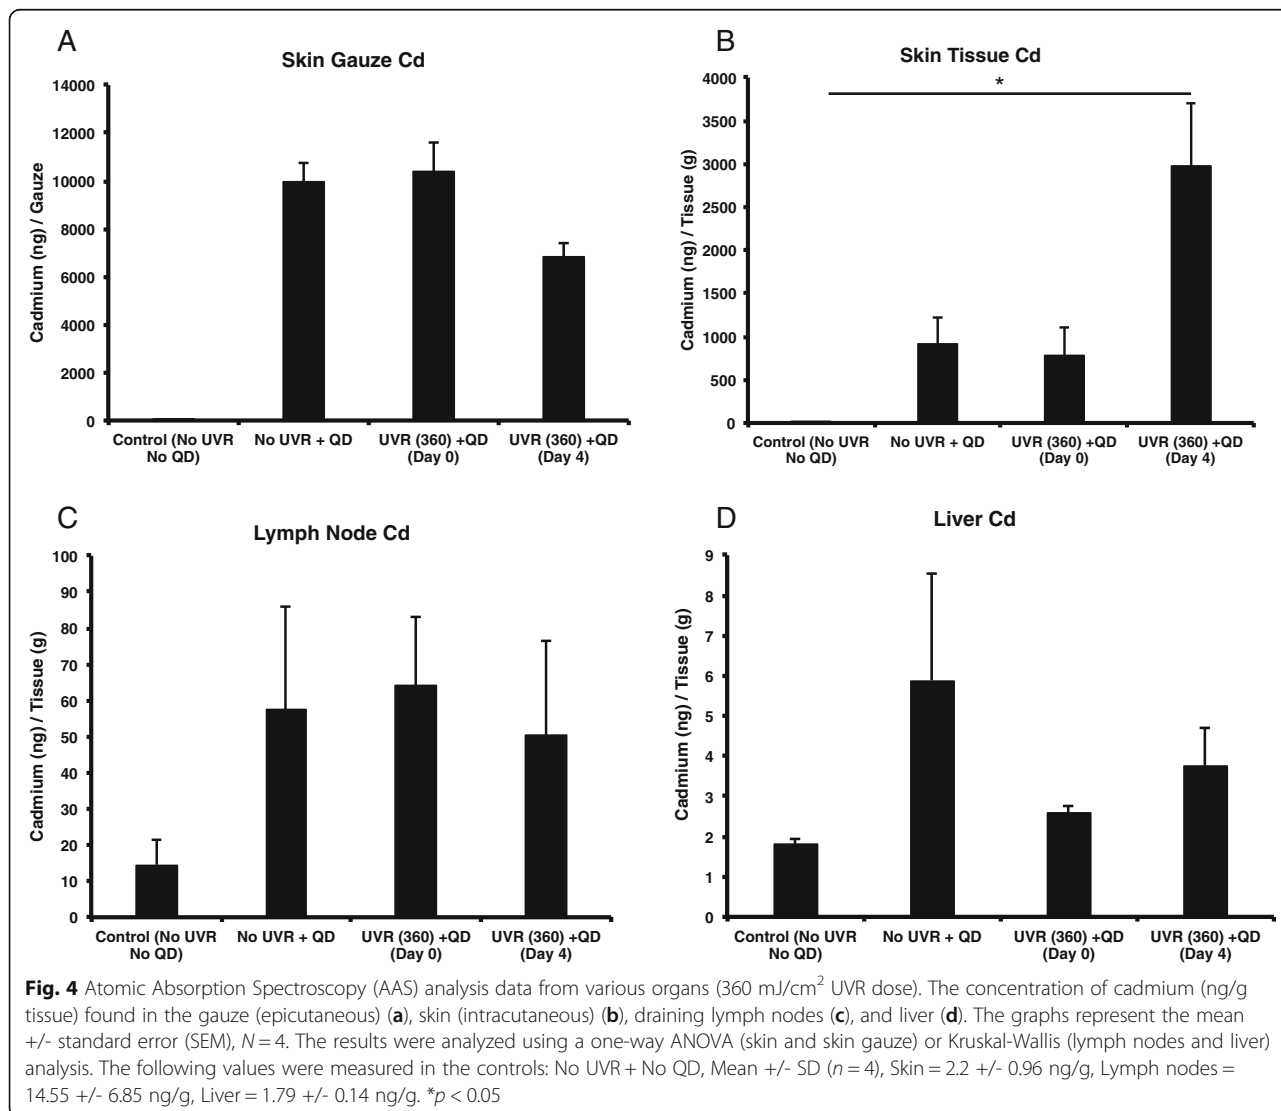 A
Skin Gauze Cd
Cadmium (ng) / Gauze
14000
12000
10000
8000
6000
4000
2000
0
Control (No UVR
No QD)
No UVR + QD
UVR (360) +QD
(Day 0)
UVR (360) +QD
(Day 4)
B
Skin Tissue Cd
Cadmium (ng) / Tissue (g)
4000
3500
3000
2500
2000
1500
1000
500
0
*
Control (No UVR
No QD)
No UVR + QD
UVR (360) +QD
(Day 0)
UVR (360) +QD
(Day 4)
C
Lymph Node Cd
Cadmium (ng) / Tissue (g)
100
90
80
70
60
50
40
30
20
10
0
Control (No UVR
No QD)
No UVR + QD
UVR (360) +QD
(Day 0)
UVR (360) +QD
(Day 4)
D
Liver Cd
Cadmium (ng) / Tissue (g)
9
8
7
6
5
4
3
2
1
0
Control (No UVR
No QD)
No UVR + QD
UVR (360) +QD
(Day 0)
UVR (360) +QD
(Day 4)
Fig. 4 Atomic Absorption Spectroscopy (AAS) analysis data from various organs (360 mJ/cm² UVR dose). The concentration of cadmium (ng/g
tissue) found in the gauze (epicutaneous) (a), skin (intracutaneous) (b), draining lymph nodes (c), and liver (d). The graphs represent the mean
+/- standard error (SEM), N = 4. The results were analyzed using a one-way ANOVA (skin and skin gauze) or Kruskal-Wallis (lymph nodes and liver)
analysis. The following values were measured in the controls: No UVR + No QD, Mean +/- SD (n = 4), Skin = 2.2 +/- 0.96 ng/g, Lymph nodes =
14.55 +/- 6.85 ng/g, Liver = 1.79 +/- 0.14 ng/g. *p < 0.05